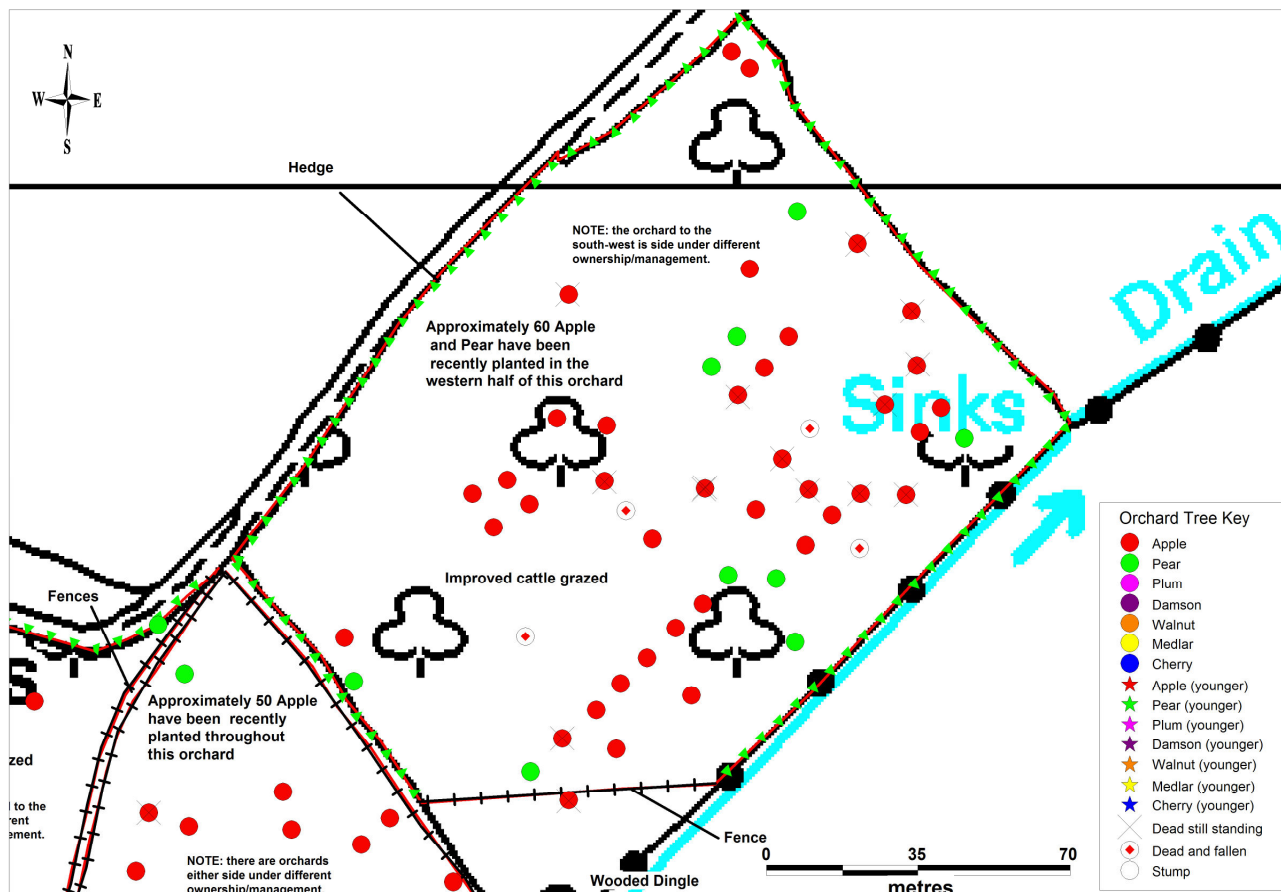 N
W E
S
Hedge
NOTE: the orchard to the
south-west is side under different
ownership/management.
Drain
Approximately 60 Apple
and Pear have been
recently planted in the
western half of this orchard
Sinks
Improved cattle grazed
Fences
Approximately 50 Apple
have been recently
planted throughout
this orchard
zed
to the
rent
ement.
NOTE: there are orchards
either side under different
ownership/management
Fence
Wooded Dingle
0 35 70
metres
Orchard Tree Key
Apple
Pear
Plum
Damson
Walnut
Medlar
Cherry
Apple (younger)
Pear (younger)
Plum (younger)
Damson (younger)
Walnut (younger)
Medlar (younger)
Cherry (younger)
Dead still standing
Dead and fallen
Stump